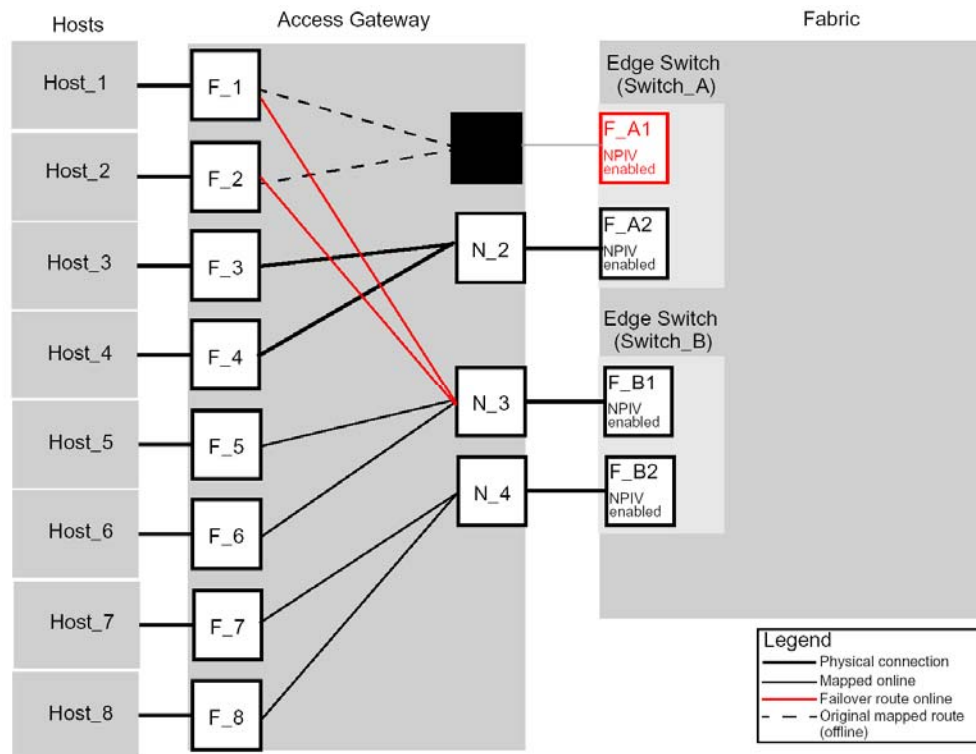 Hosts
Access Gateway
Fabric
Host_1
Host_2
Host_3
Host_4
Host_5
Host_6
Host_7
Host_8
F_1
F_2
F_3
F_4
F_5
F_6
F_7
F_8
N_2
N_3
N_4
Edge Switch
(Switch_A)
F_A1
NPIV
enabled
F_A2
NPIV
enabled
Edge Switch
(Switch_B)
F_B1
NPIV
enabled
F_B2
NPIV
enabled
Legend
Physical connection
Mapped online
Failover route online
Original mapped route
(offline)